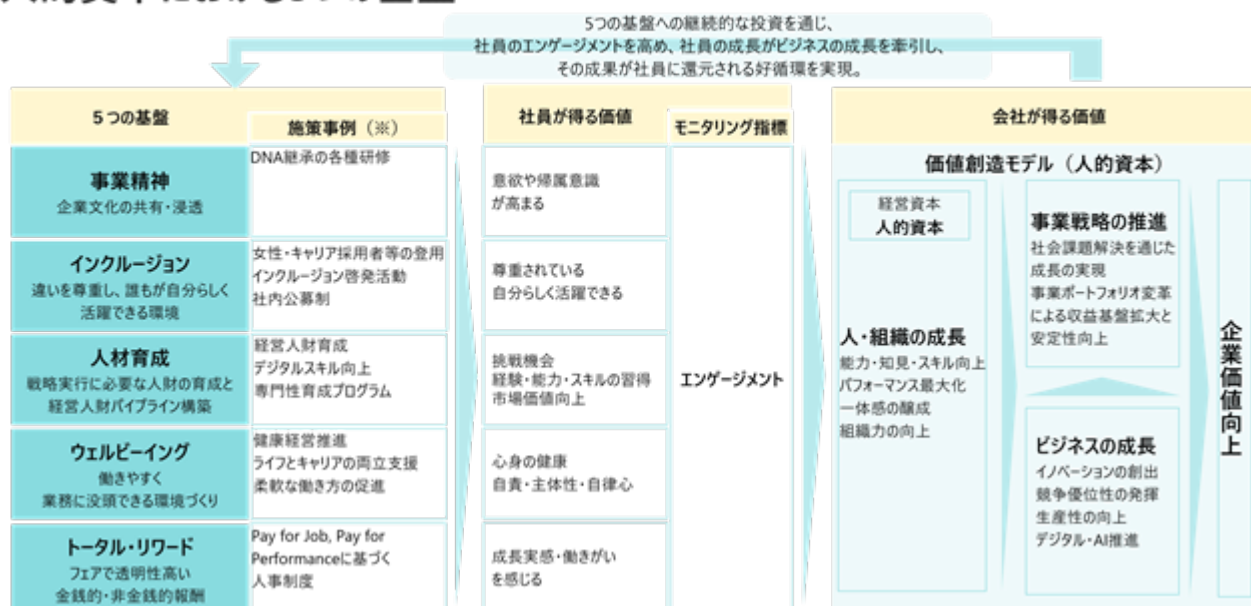 5つの基盤への継続的な投資を通じ、
社員のエンゲージメントを高め、社員の成長がビジネスの成長を牽引し、
その成果が社員に還元される好循環を実現。
5つの基盤
施策事例（※）
社員が得る価値
モニタリング指標
会社が得る価値
事業精神
企業文化の共有・浸透
DNA継承の各種研修
意欲や帰属意識
が高まる
インクルージョン
違いを尊重し、誰もが自分らしく
活躍できる環境
女性・キャリア採用者等の登用
インクルージョン啓発活動
社内公募制
尊重されている
自分らしく活躍できる
人材育成
戦略実行に必要な人財の育成と
経営人財パイプライン構築
経営人財育成
デジタルスキル向上
専門性育成プログラム
挑戦機会
経験・能力・スキルの習得
市場価値向上
ウェルビーイング
働きやすく
業務に没頭できる環境づくり
健康経営推進
ライフとキャリアの両立支援
柔軟な働き方の促進
心身の健康
自責・主体性・自律心
トータル・リワード
フェアで透明性高い
金銭的・非金銭的報酬
Pay for Job, Pay for
Performanceに基づく
人事制度
成長実感・働きがい
を感じる
エンゲージメント
価値創造モデル（人的資本）
経営資本
人的資本
人・組織の成長
能力・知見・スキル向上
パフォーマンス最大化
一体感の醸成
組織力の向上
事業戦略の推進
社会課題解決を通じた
成長の実現
事業ポートフォリオ変革
による収益基盤拡大と
安定性向上
ビジネスの成長
イノベーションの創出
競争優位性の発揮
生産性の向上
デジタル・AI推進
企業価値向上